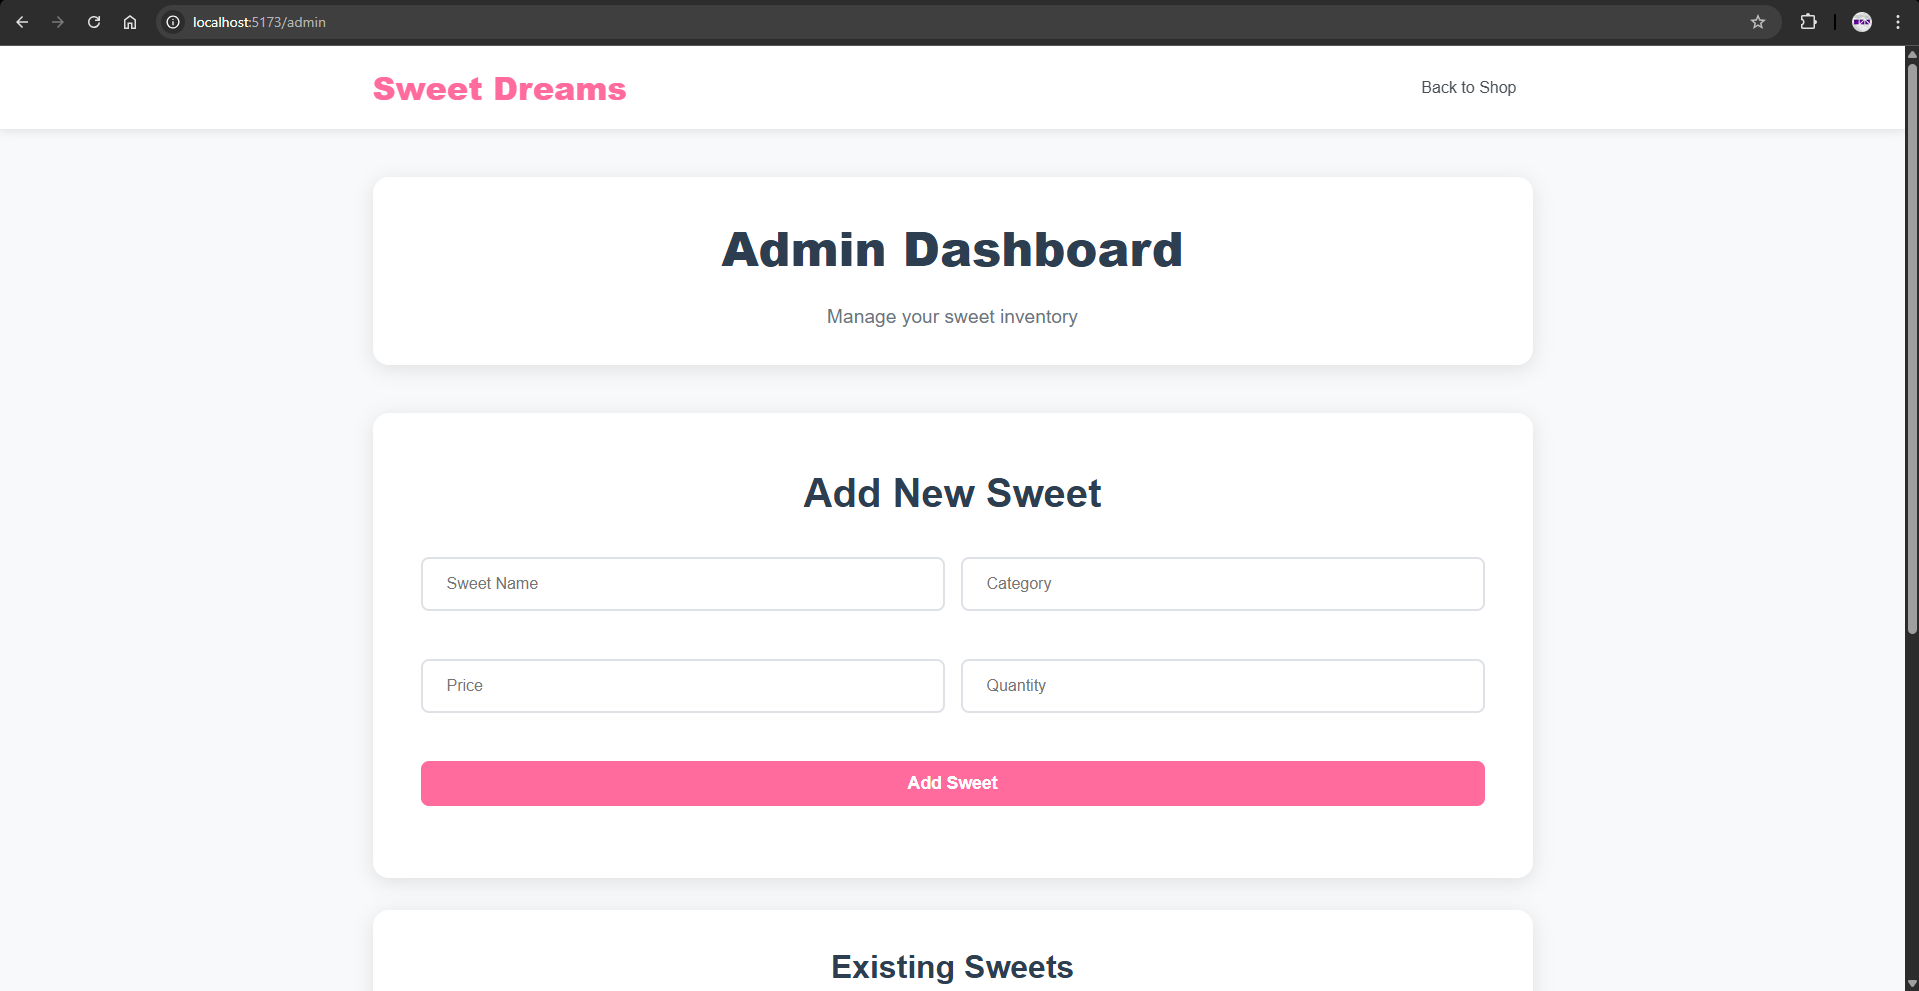 localhost:5173/admin
Sweet Dreams
Back to Shop
Admin Dashboard
Manage your sweet inventory
Add New Sweet
Sweet Name
Category
Price
Quantity
Add Sweet
Existing Sweets